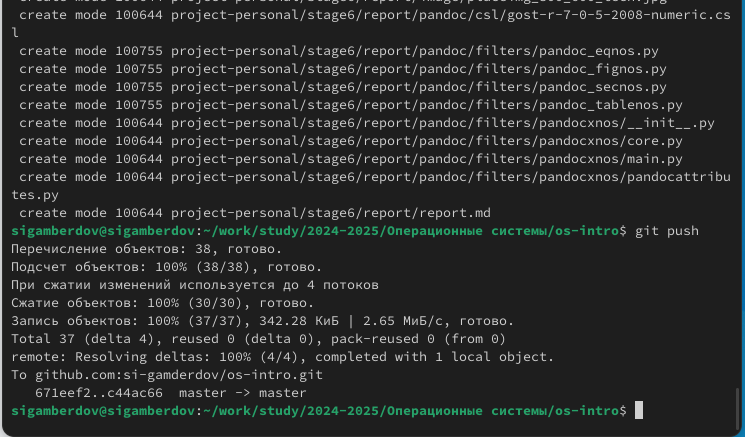 create mode 100644 project-personal/stage6/report/pandoc/csl/gost-r-7-0-5-2008-numeric.cs
l
create mode 100755 project-personal/stage6/report/pandoc/filters/pandoc_eqnos.py
create mode 100755 project-personal/stage6/report/pandoc/filters/pandoc_fignos.py
create mode 100755 project-personal/stage6/report/pandoc/filters/pandoc_secnos.py
create mode 100755 project-personal/stage6/report/pandoc/filters/pandoc_tablenos.py
create mode 100644 project-personal/stage6/report/pandoc/filters/pandocxnos/__init__.py
create mode 100644 project-personal/stage6/report/pandoc/filters/pandocxnos/core.py
create mode 100644 project-personal/stage6/report/pandoc/filters/pandocxnos/main.py
create mode 100644 project-personal/stage6/report/pandoc/filters/pandocxnos/pandocattribu
tes.py
create mode 100644 project-personal/stage6/report/report.md
sigamberdov@sigamberdov:~/work/study/2024-2025/Операционные системы/os-intro$ git push
Перечисление объектов: 38, готово.
Подсчет объектов: 100% (38/38), готово.
При сжатии изменений используется до 4 потоков
Сжатие объектов: 100% (30/30), готово.
Запись объектов: 100% (37/37), 342.28 КиБ | 2.65 МиБ/с, готово.
Total 37 (delta 4), reused 0 (delta 0), pack-reused 0 (from 0)
remote: Resolving deltas: 100% (4/4), completed with 1 local object.
To github.com:si-gamderdov/os-intro.git
671eef2..c44ac66  master -> master
sigamberdov@sigamberdov:~/work/study/2024-2025/Операционные системы/os-intro$